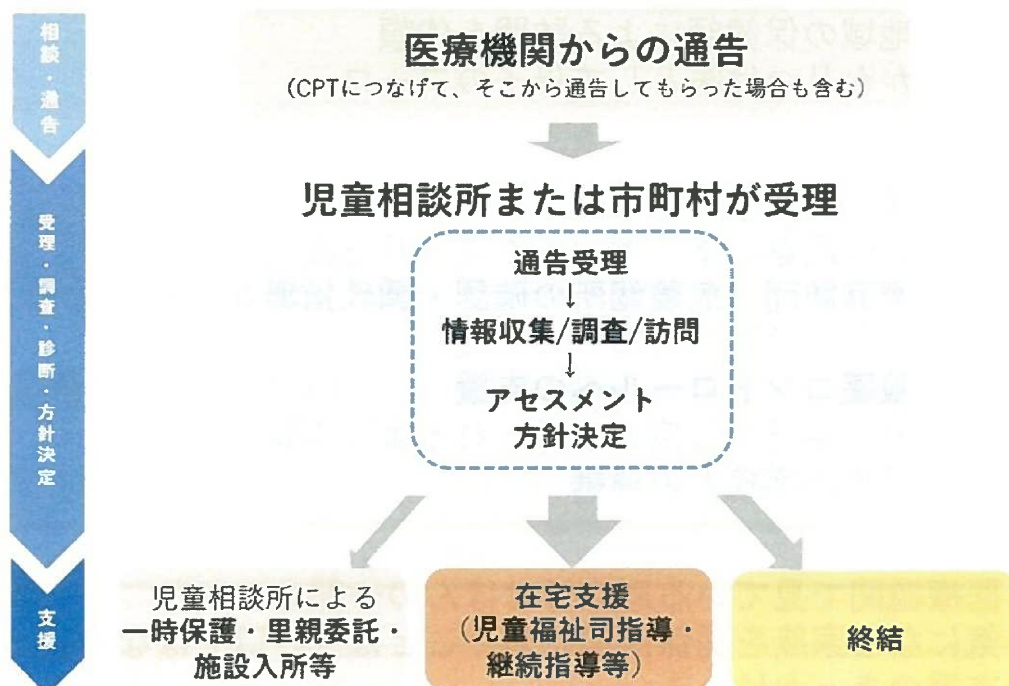 相談・通告
医療機関からの通告
(CPTにつなげて、そこから通告してもらった場合も含む)
受理・調査・診断・方針決定
児童相談所または市町村が受理
通告受理
↓
情報収集/調査/訪問
↓
アセスメント
方針決定
支援
児童相談所による
一時保護・里親委託・
施設入所等
在宅支援
(児童福祉司指導・
継続指導等)
終結